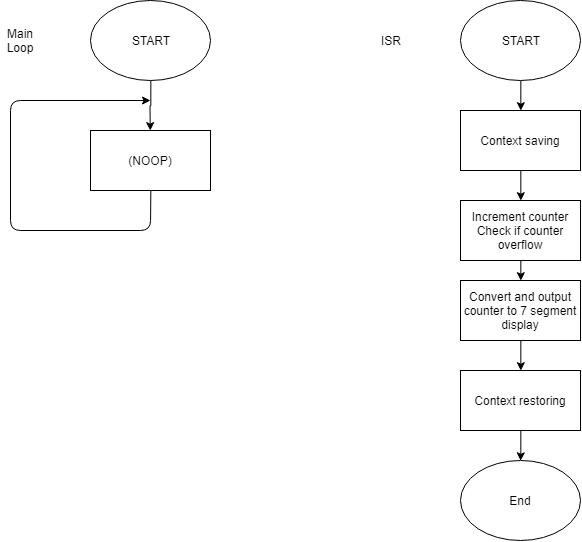 Main
Loop
START
(NOOP)
ISR
START
Context saving
Increment counter
Check if counter
overflow
Convert and output
counter to 7 segment
display
Context restoring
End